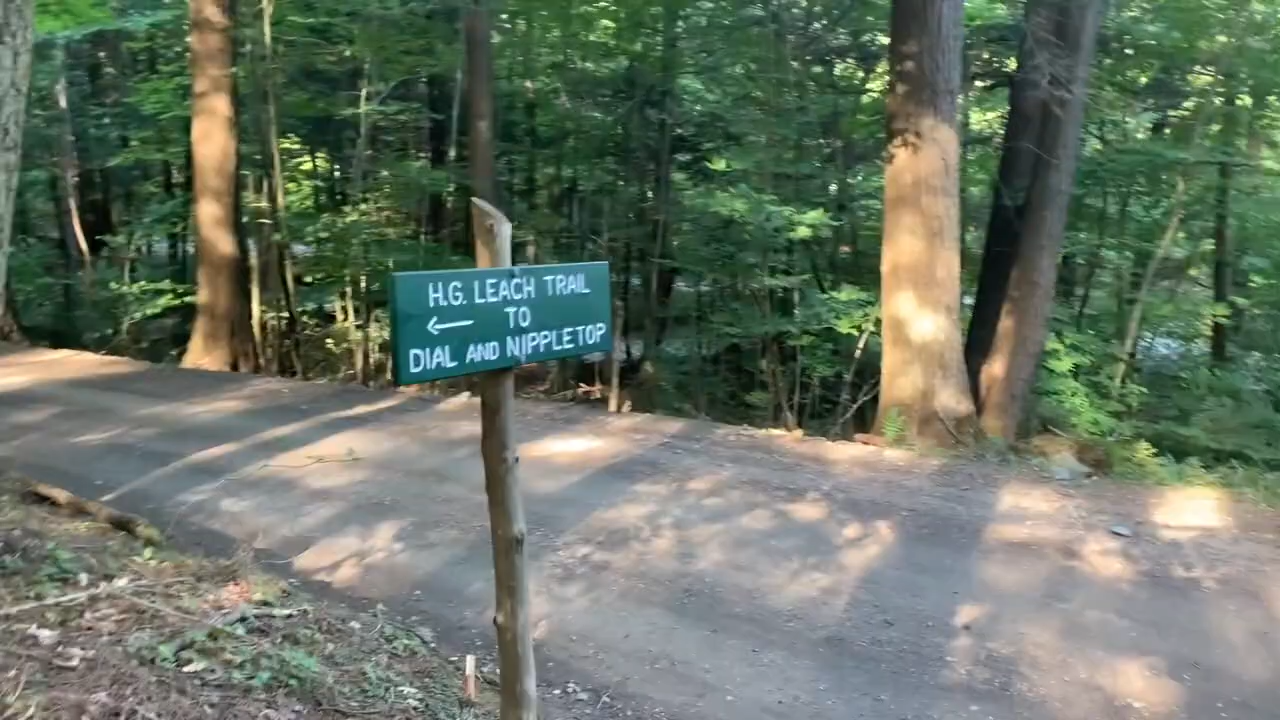 H.G. LEACH TRAIL
← TO
DIAL AND NIPPLETOP